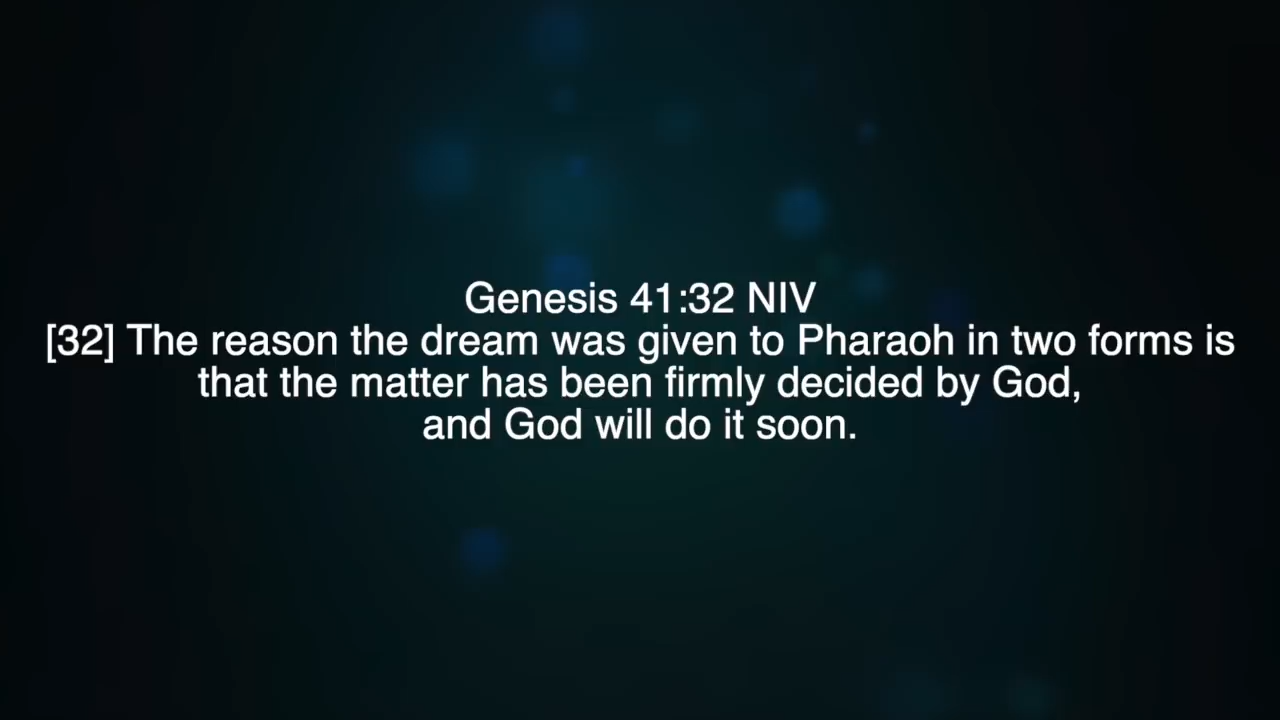 Genesis 41:32 NIV
[32] The reason the dream was given to Pharaoh in two forms is
that the matter has been firmly decided by God,
and God will do it soon.